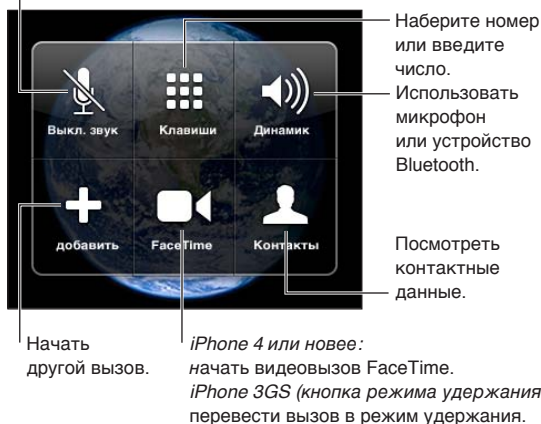 Наберите номер
или введите
число.
Использовать
микрофон
или устройство
Bluetooth.
Выкл. звук
Клавиши
Динамик
добавить
FaceTime
Контакты
Посмотреть
контактные
данные.
Начать
другой вызов.
iPhone 4 или новее:
начать видеовызов FaceTime.
iPhone 3GS (кнопка режима удержания
перевести вызов в режим удержания.